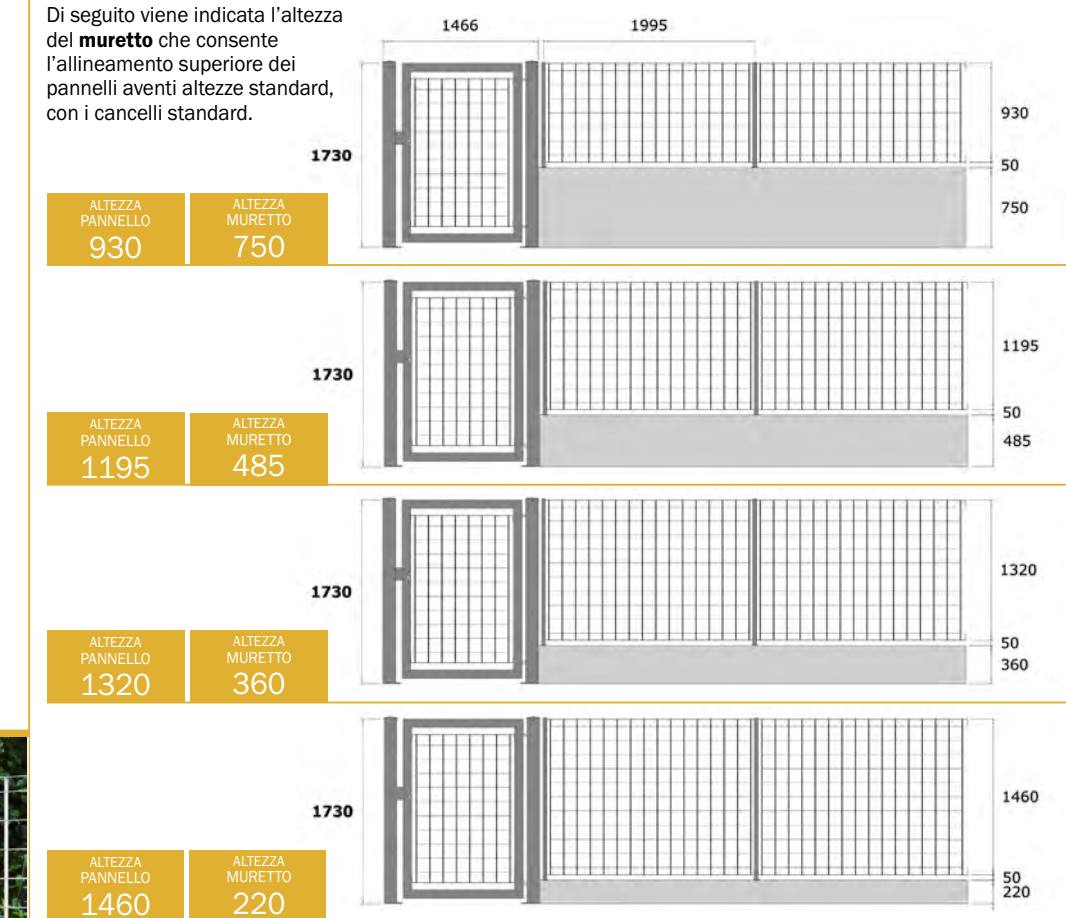 Di seguito viene indicata l'altezza
del muretto che consente
l'allineamento superiore dei
pannelli aventi altezze standard,
con i cancelli standard.
1466
1995
1730
930
50
750
ALTEZZA
PANNELLO
930
ALTEZZA
MURETTO
750
1730
1195
50
485
ALTEZZA
PANNELLO
1195
ALTEZZA
MURETTO
485
1730
1320
50
360
ALTEZZA
PANNELLO
1320
ALTEZZA
MURETTO
360
1730
1460
50
220
ALTEZZA
PANNELLO
1460
ALTEZZA
MURETTO
220